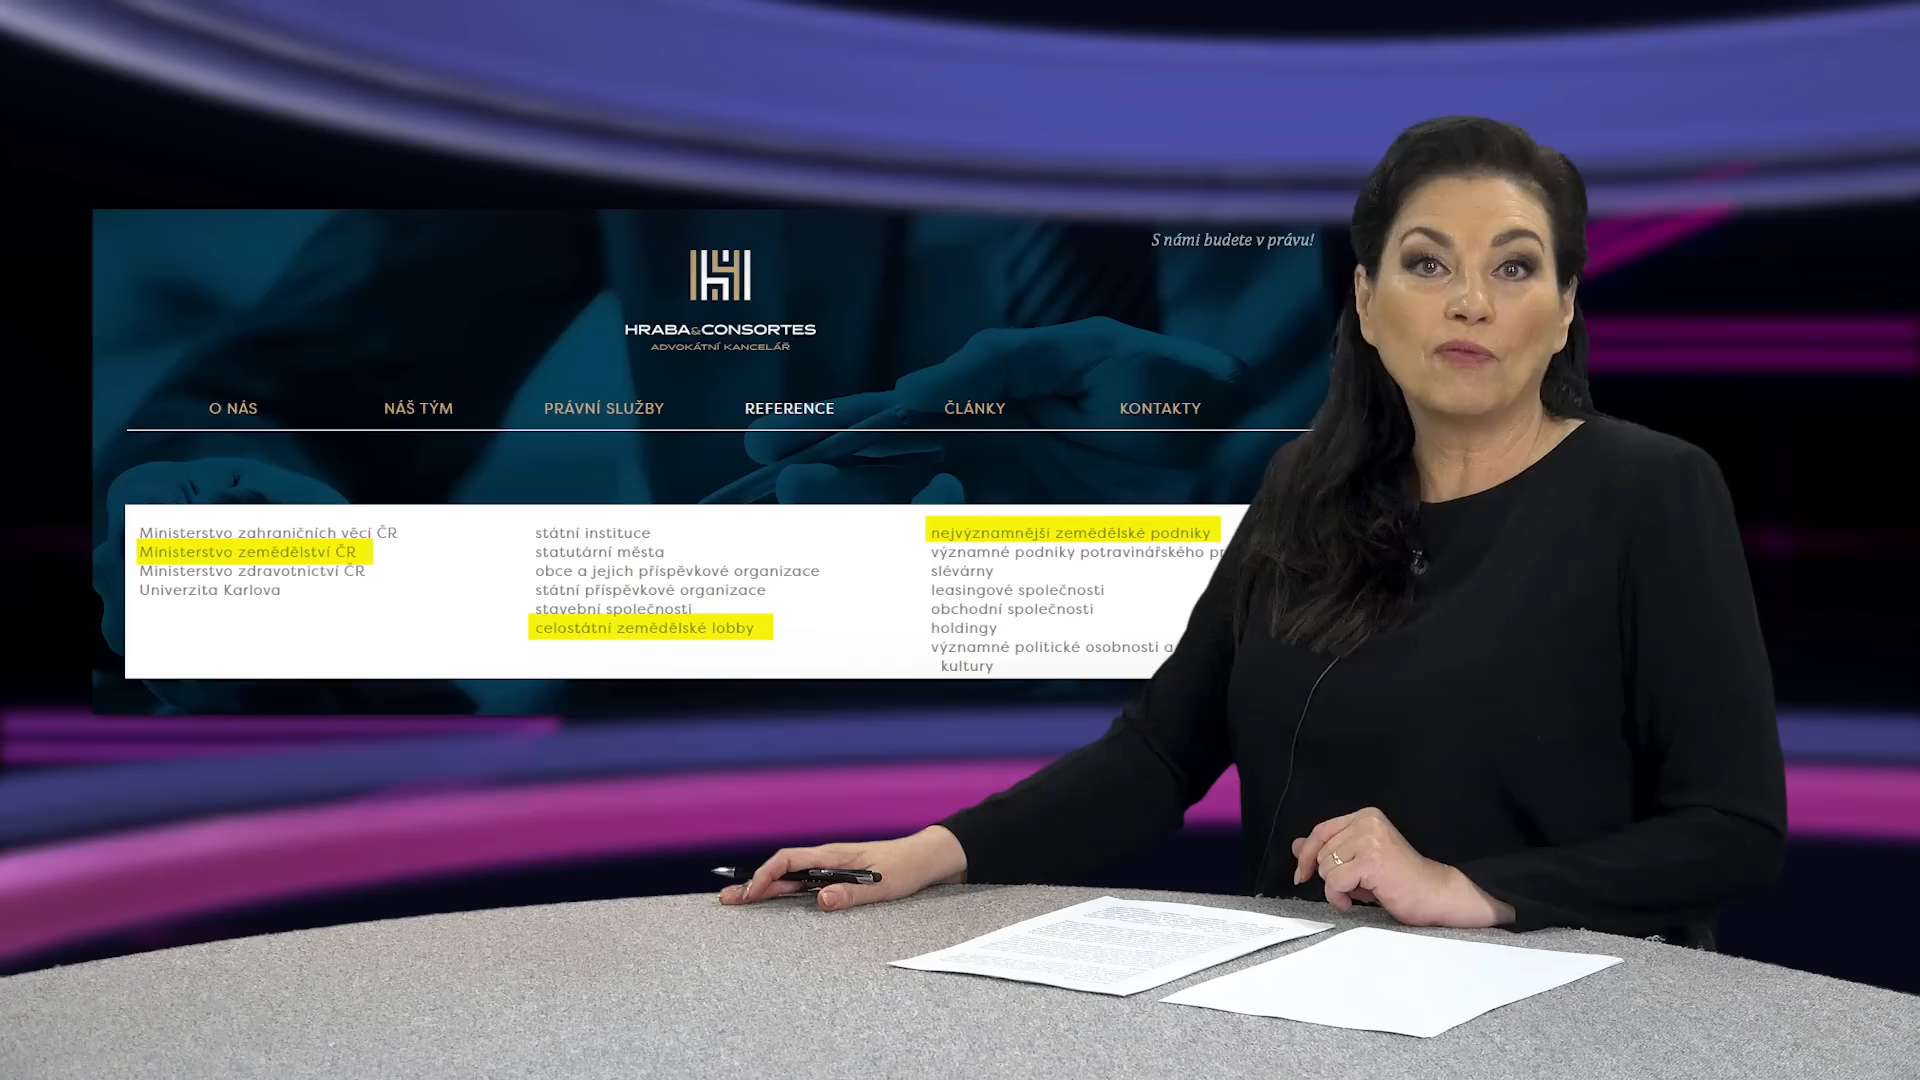 S námi budete v právu!
HRABA&CONSORTES
ADVOKÁTNÍ KANCELÁŘ
O NÁS NÁŠ TÝM PRÁVNÍ SLUŽBY REFERENCE ČLÁNKY KONTAKTY
Ministerstvo zahraničních věcí ČR
Ministerstvo zemědělství ČR
Ministerstvo zdravotnictví ČR
Univerzita Karlova
státní instituce
statutární města
obce a jejich příspěvkové organizace
státní příspěvkové organizace
stavební společnosti
celostátní zemědělské lobby
nejvýznamnější zemědělské podniky
významné podniky potravinářského
slévárny
leasingové společnosti
obchodní společnosti
holdingy
významné politické osobnosti a
kultury